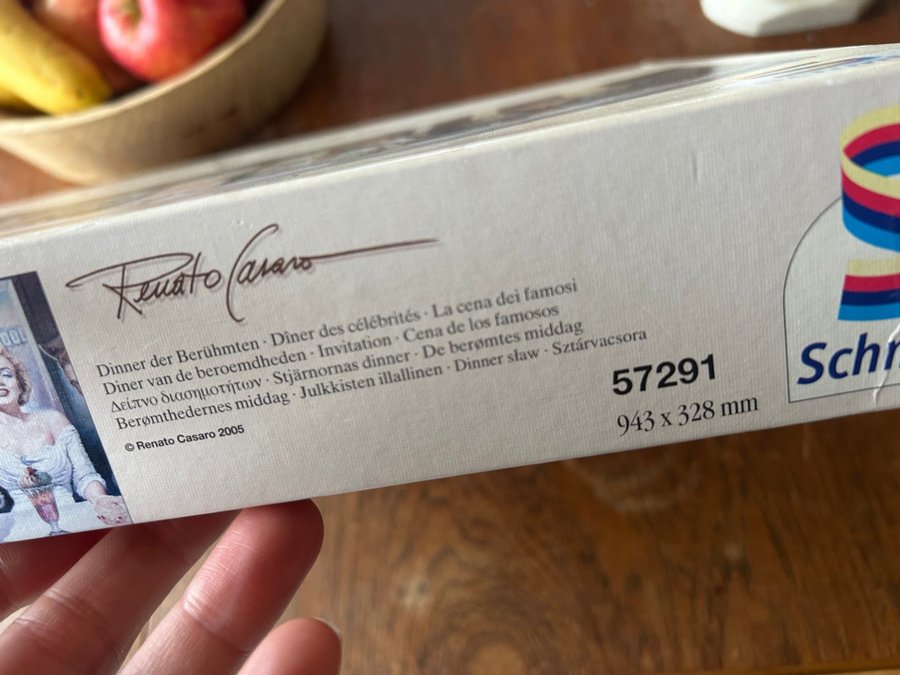 Renato Casaro
Dinner der Berühmten · Dîner des célébrités · La cena dei famosi
Diner van de beroemdheden · Invitation · Cena de los famosos
Δείπνο διασημοτήτων · Stjärnornas dinner · De berømtes middag
Berømthedernes middag · Julkkisten illallinen · Dinner sław · Sztárvacsora
© Renato Casaro 2005
57291
943 x 328 mm
Schm